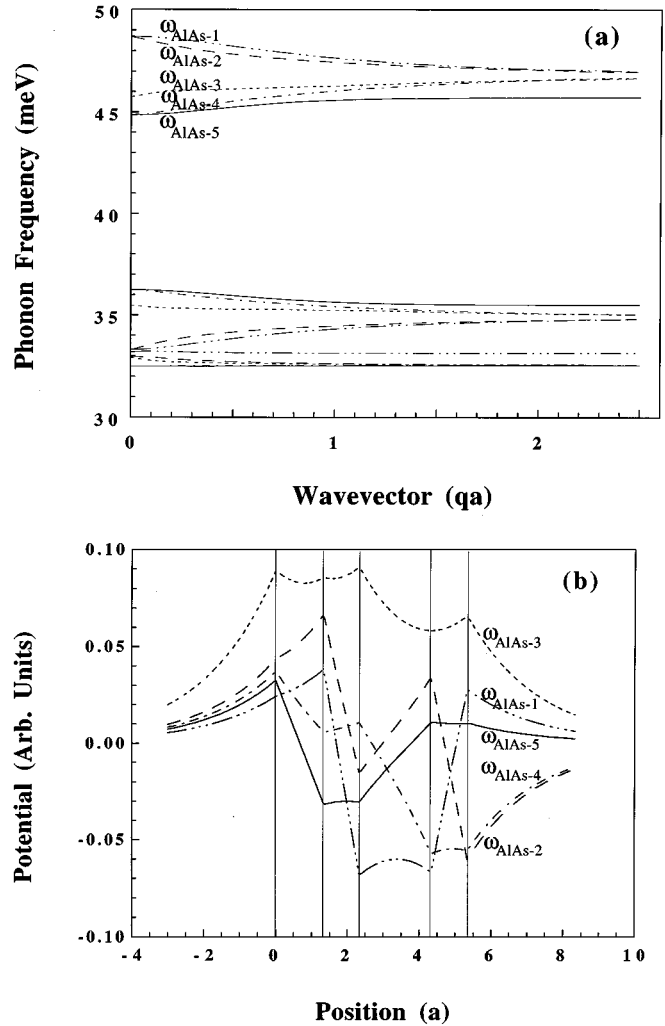 (a)
50
45
40
35
30
Phonon Frequency (meV)
ωAlAs-1
ωAlAs-2
ωAlAs-3
ωAlAs-4
ωAlAs-5
0
1
2
Wavevector (qa)
(b)
0.10
0.05
0.00
-0.05
-0.10
Potential (Arb. Units)
ωAlAs-3
ωAlAs-1
ωAlAs-5
ωAlAs-4
ωAlAs-2
-4
-2
0
2
4
6
8
10
Position (a)